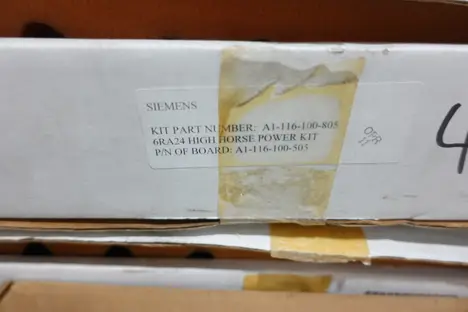 SIEMENS
KIT PART NUMBER: A1-116-100-805
6RA24 HIGH HORSE POWER KIT
P/N OF BOARD: A1-116-100-503
4